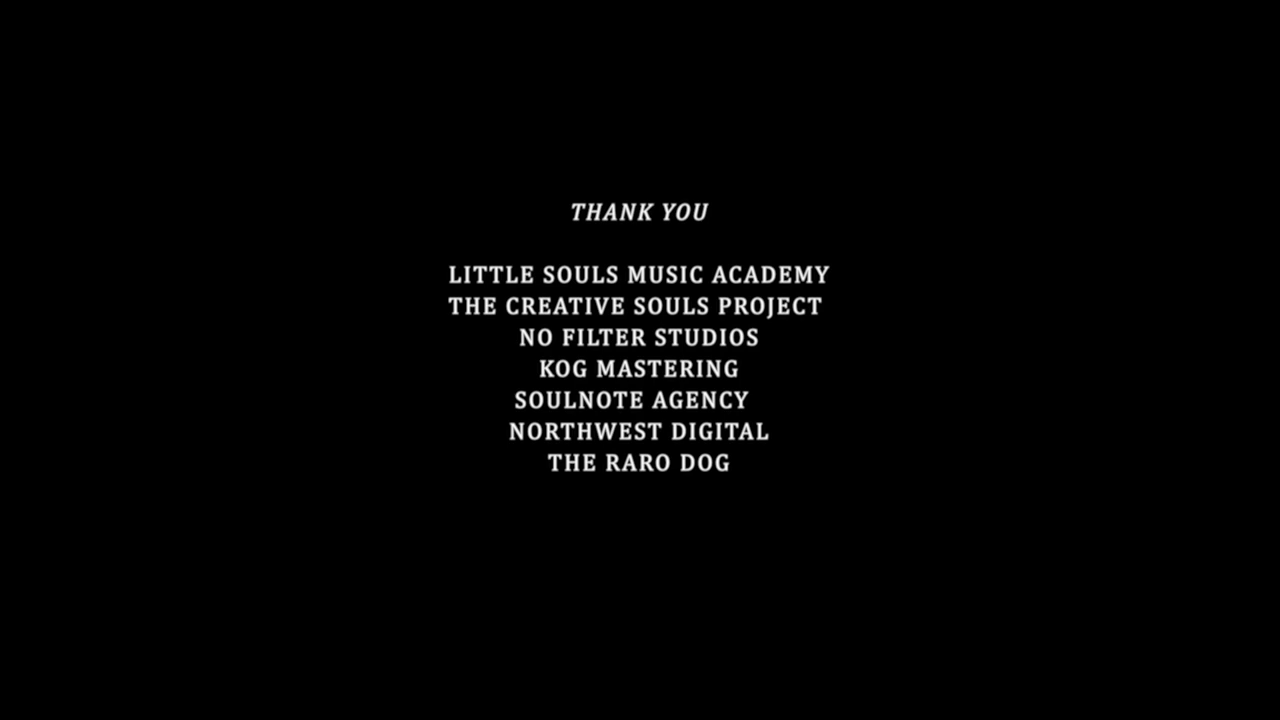 THANK YOU
LITTLE SOULS MUSIC ACADEMY
THE CREATIVE SOULS PROJECT
NO FILTER STUDIOS
KOG MASTERING
SOULNOTE AGENCY
NORTHWEST DIGITAL
THE RARO DOG